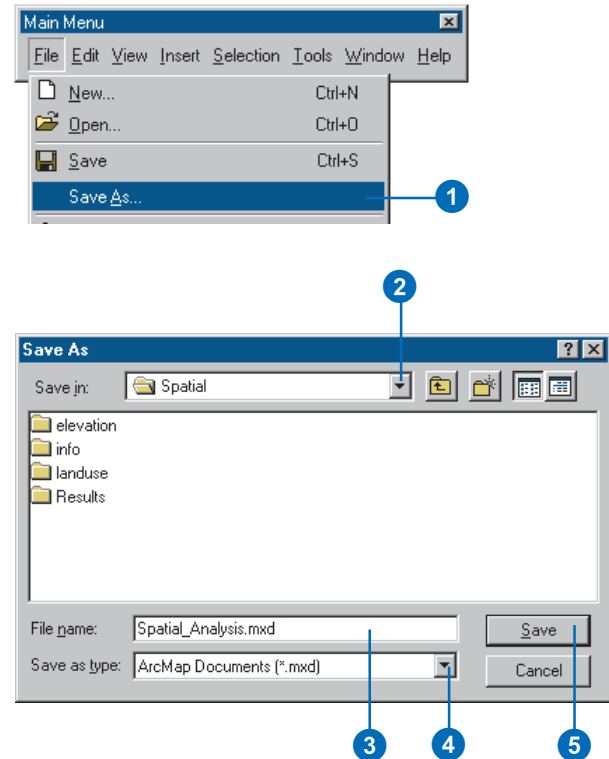 Main Menu
File Edit View Insert Selection Tools Window Help
New... Ctrl+N
Open... Ctrl+O
Save Ctrl+S
Save As...
1
2
Save As
Save in: Spatial
elevation
info
landuse
Results
File name: Spatial_Analysis.mxd Save
Save as type: ArcMap Documents (*.mxd) Cancel
3 4 5